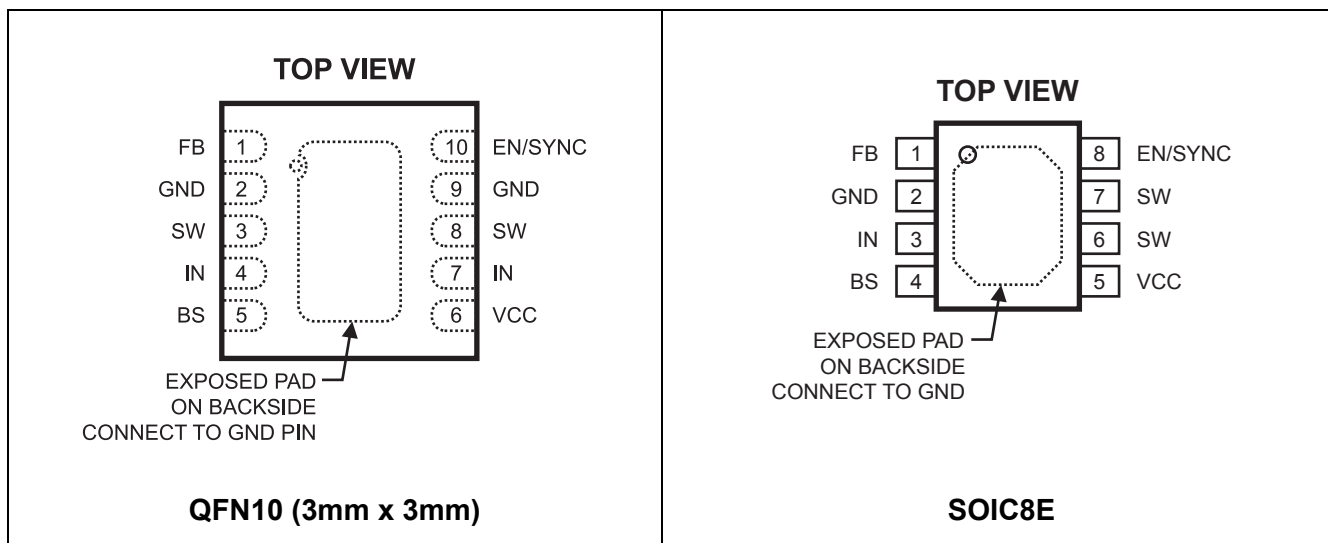 TOP VIEW
FB 1
GND 2
SW 3
IN 4
BS 5
10 EN/SYNC
9 GND
8 SW
7 IN
6 VCC
EXPOSED PAD
ON BACKSIDE
CONNECT TO GND PIN
QFN10 (3mm x 3mm)
TOP VIEW
FB 1
GND 2
IN 3
BS 4
8 EN/SYNC
7 SW
6 SW
5 VCC
EXPOSED PAD
ON BACKSIDE
CONNECT TO GND
SOIC8E